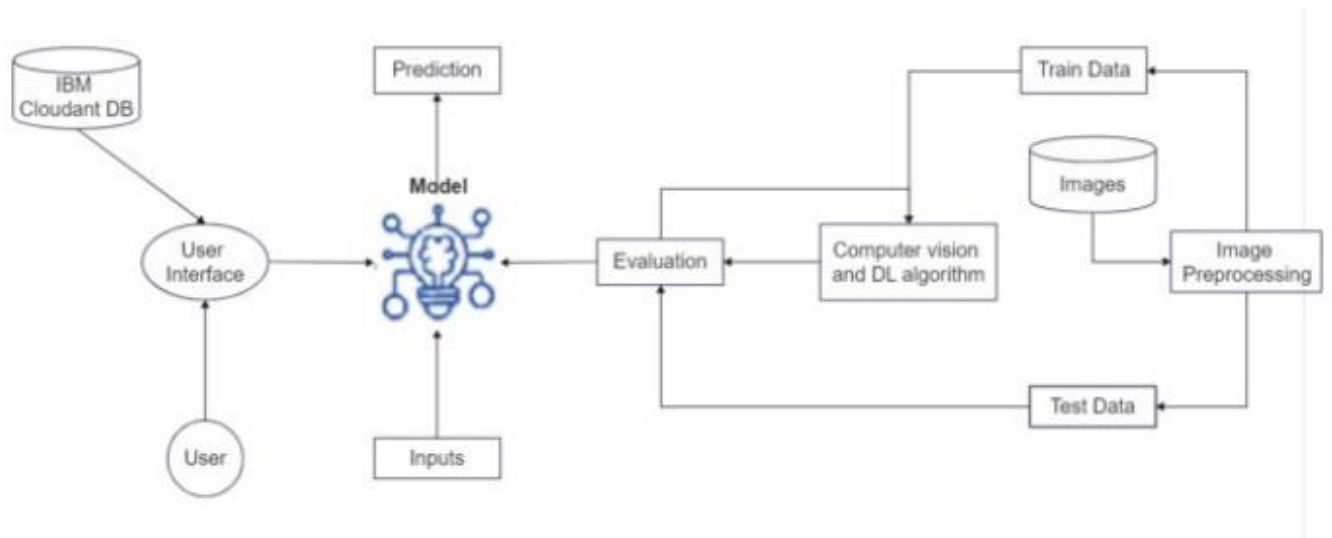 IBM
Cloudant DB
Prediction
Train Data
Images
Model
User
Interface
Evaluation
Computer vision
and DL algorithm
Image
Preprocessing
Test Data
User
Inputs